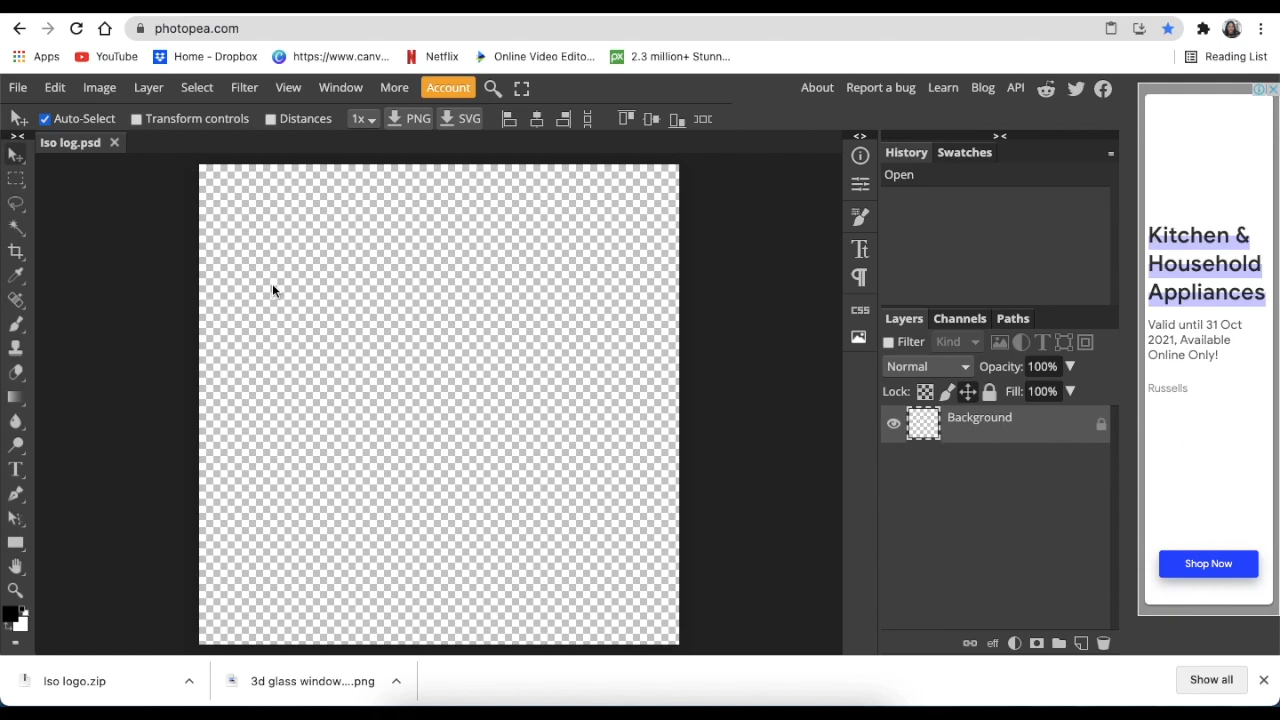 photopea.com
Apps YouTube Home - Dropbox https://www.canv... Netflix Online Video Edito... 2.3 million+ Stunn... Reading List
File Edit Image Layer Select Filter View Window More Account About Report a bug Learn Blog API
Auto-Select Transform controls Distances 1x PNG SVG
Iso log.psd
History Swatches
Open
Kitchen &
Household
Appliances
Valid until 31 Oct
2021, Available
Online Only!
Russells
Shop Now
CSS
Layers Channels Paths
Filter Kind
Normal Opacity: 100%
Lock: Fill: 100%
Background
eff
Iso logo.zip 3d glass window....png Show all